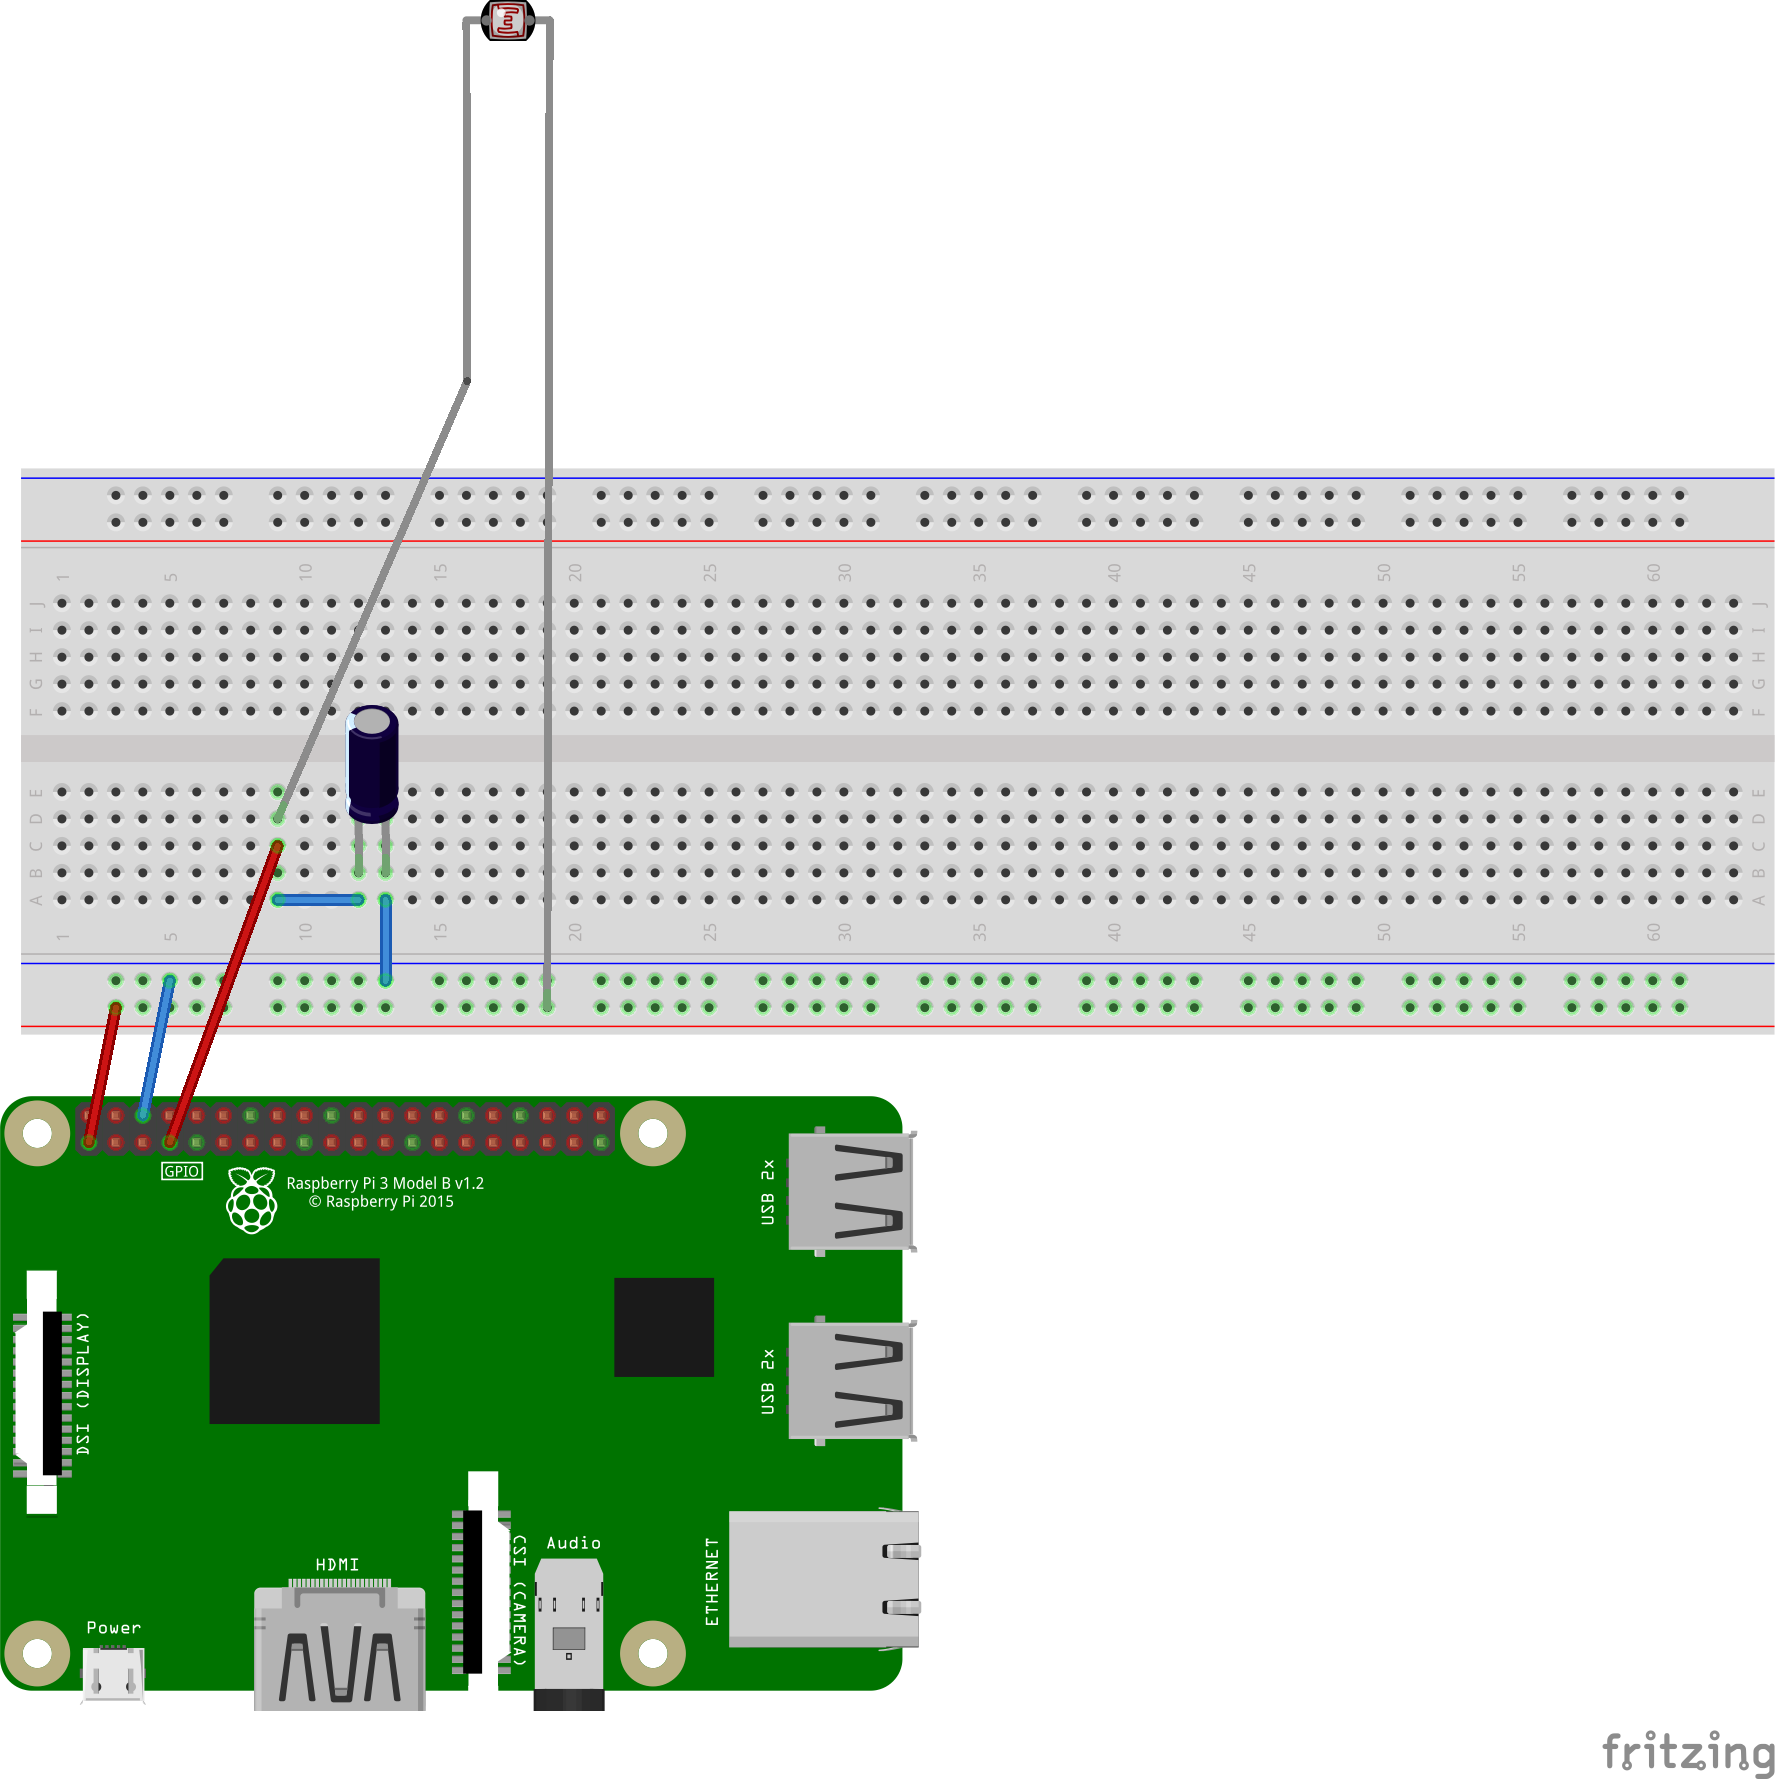 1 5 10 15 20 25 30 35 40 45 50 55 60
J J
I I
H H
G G
F F
E E
D D
C C
B B
A A
1 5 10 15 20 25 30 35 40 45 50 55 60
GPIO
Raspberry Pi 3 Model B v1.2
© Raspberry Pi 2015
USB 2x
DSI (DISPLAY)
USB 2x
HDMI
CSI (CAMERA)
Audio
ETHERNET
Power
fritzing